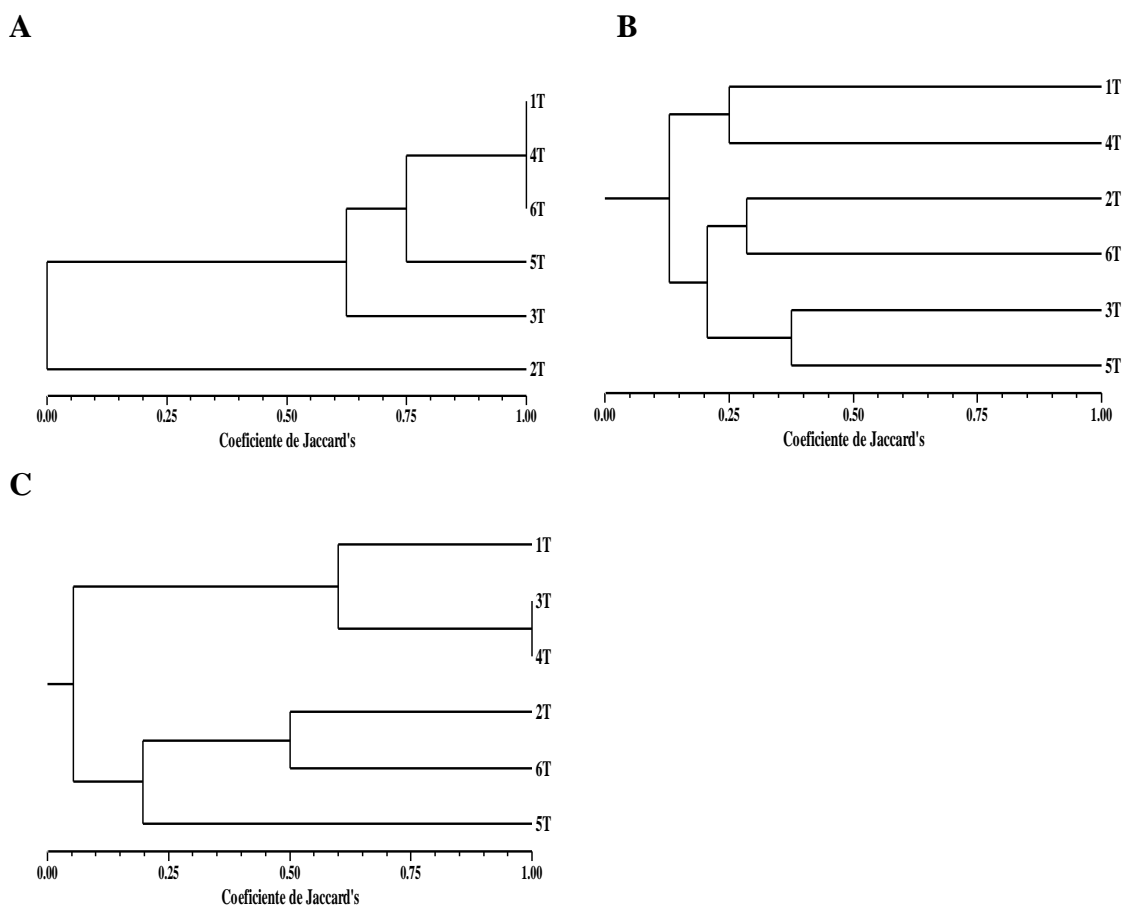 A
1T
4T
6T
5T
3T
2T
0.00 0.25 0.50 0.75 1.00
Coeficiente de Jaccard's
B
1T
4T
2T
6T
3T
5T
0.00 0.25 0.50 0.75 1.00
Coeficiente de Jaccard's
C
1T
3T
4T
2T
6T
5T
0.00 0.25 0.50 0.75 1.00
Coeficiente de Jaccard's